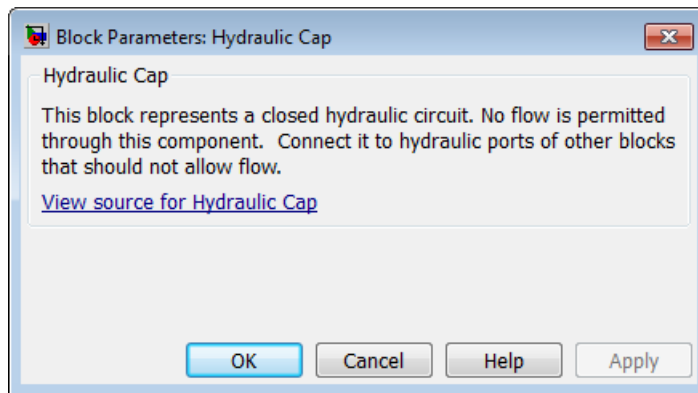 Block Parameters: Hydraulic Cap
Hydraulic Cap
This block represents a closed hydraulic circuit. No flow is permitted
through this component.  Connect it to hydraulic ports of other blocks
that should not allow flow.
View source for Hydraulic Cap
OK Cancel Help Apply